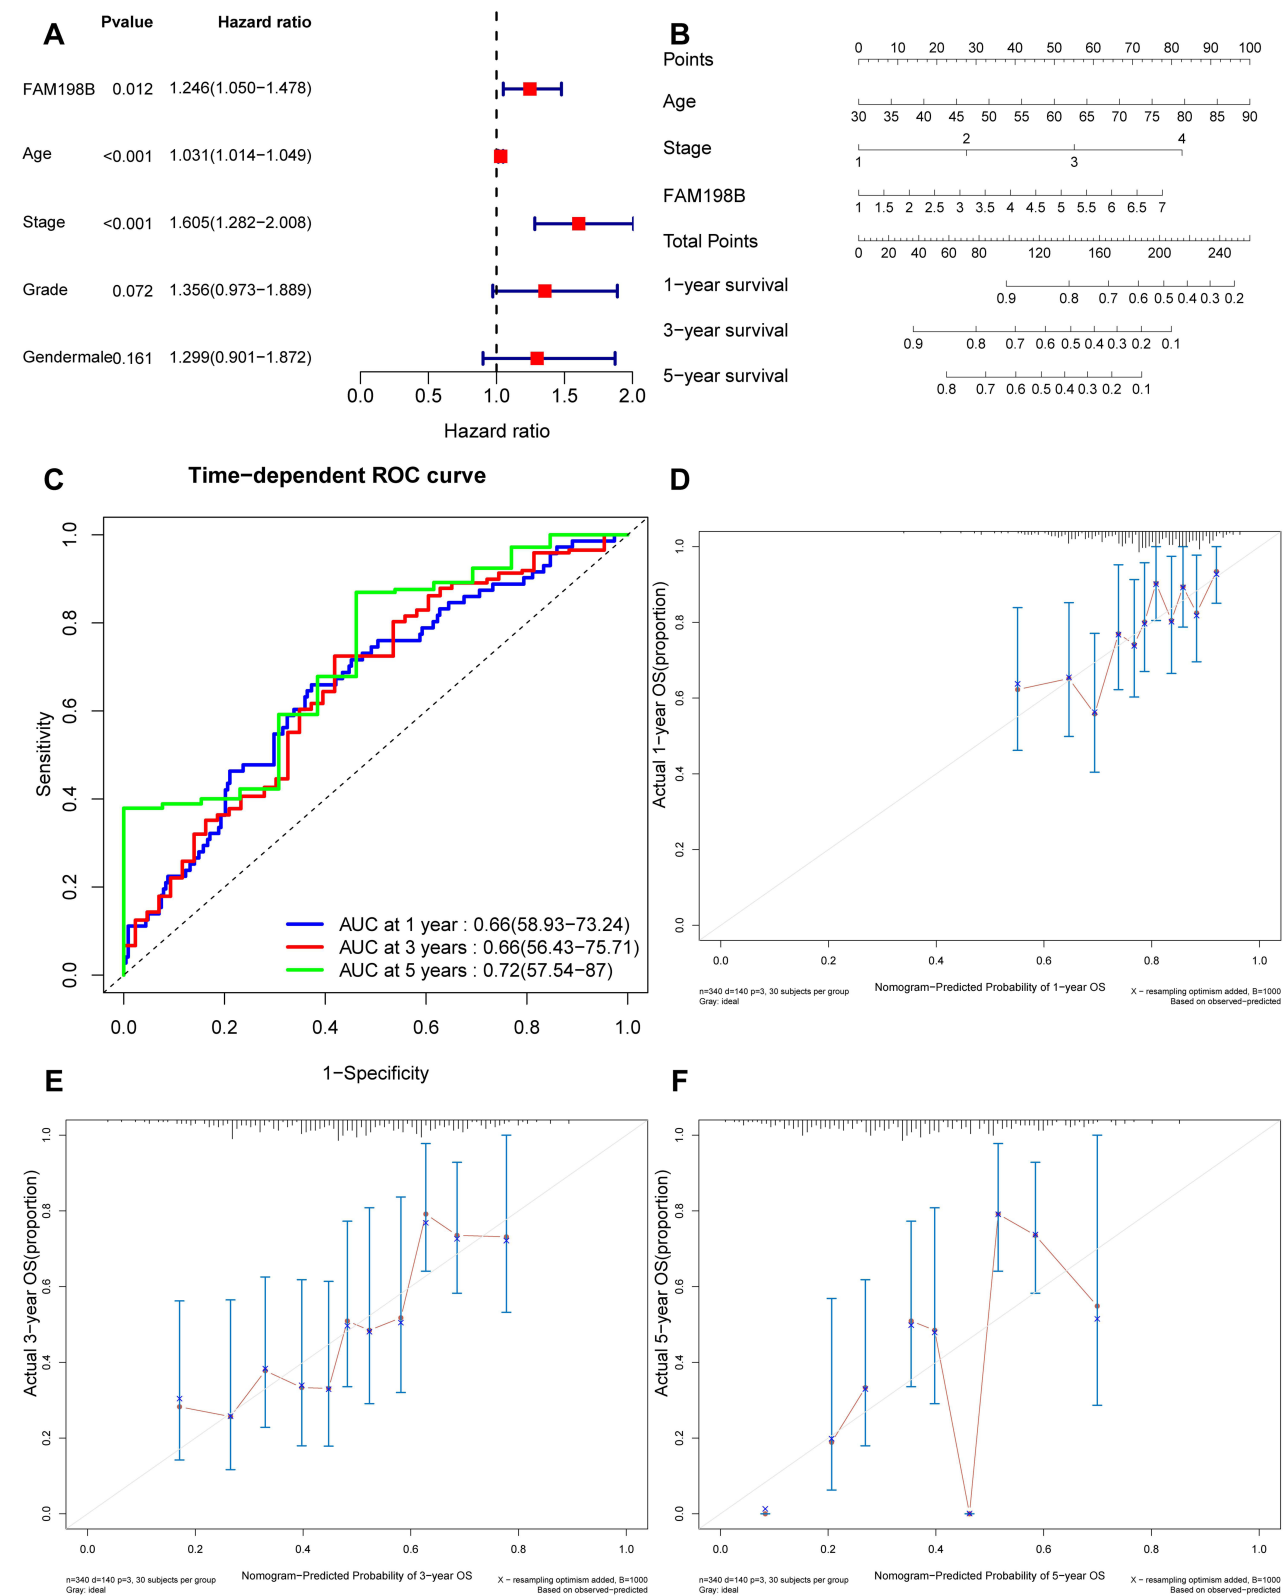 A
Pvalue Hazard ratio
FAM198B 0.012 1.246(1.050−1.478)
Age <0.001 1.031(1.014−1.049)
Stage <0.001 1.605(1.282−2.008)
Grade 0.072 1.356(0.973−1.889)
Gendermale0.161 1.299(0.901−1.872)
0.0 0.5 1.0 1.5 2.0
Hazard ratio
B
0 10 20 30 40 50 60 70 80 90 100
Points
Age
30 35 40 45 50 55 60 65 70 75 80 85 90
2 4
Stage
1 3
FAM198B
1 1.5 2 2.5 3 3.5 4 4.5 5 5.5 6 6.5 7
Total Points
0 20 40 60 80 120 160 200 240
1−year survival
0.9 0.8 0.7 0.6 0.5 0.4 0.3 0.2
3−year survival
0.9 0.8 0.7 0.6 0.5 0.4 0.3 0.2 0.1
5−year survival
0.8 0.7 0.6 0.5 0.4 0.3 0.2 0.1
C
Time−dependent ROC curve
Sensitivity
0.0 0.2 0.4 0.6 0.8 1.0
AUC at 1 year : 0.66(58.93−73.24)
AUC at 3 years : 0.66(56.43−75.71)
AUC at 5 years : 0.72(57.54−87)
0.0 0.2 0.4 0.6 0.8 1.0
1−Specificity
D
Actual 1−year OS(proportion)
0.0 0.2 0.4 0.6 0.8 1.0
0.0 0.2 0.4 0.6 0.8 1.0
n=340 d=140 p=3, 30 subjects per group
Gray: ideal
Nomogram−Predicted Probability of 1−year OS
X − resampling optimism added, B=1000
Based on observed−predicted
E
Actual 3−year OS(proportion)
0.0 0.2 0.4 0.6 0.8 1.0
0.0 0.2 0.4 0.6 0.8 1.0
n=340 d=140 p=3, 30 subjects per group
Gray: ideal
Nomogram−Predicted Probability of 3−year OS
X − resampling optimism added, B=1000
Based on observed−predicted
F
Actual 5−year OS(proportion)
0.0 0.2 0.4 0.6 0.8 1.0
0.0 0.2 0.4 0.6 0.8 1.0
n=340 d=140 p=3, 30 subjects per group
Gray: ideal
Nomogram−Predicted Probability of 5−year OS
X − resampling optimism added, B=1000
Based on observed−predicted